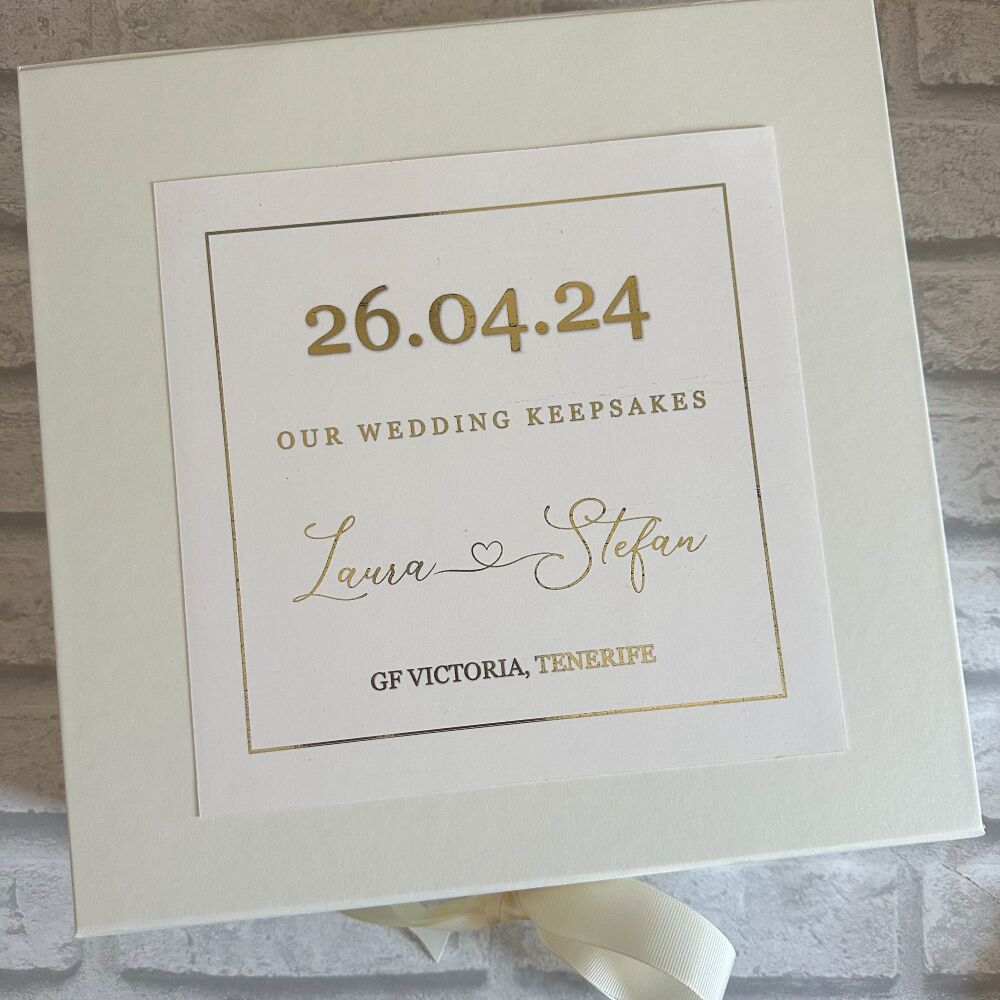 26.04.24
OUR WEDDING KEEPSAKES
Laura Stefan
GF VICTORIA, TENERIFE